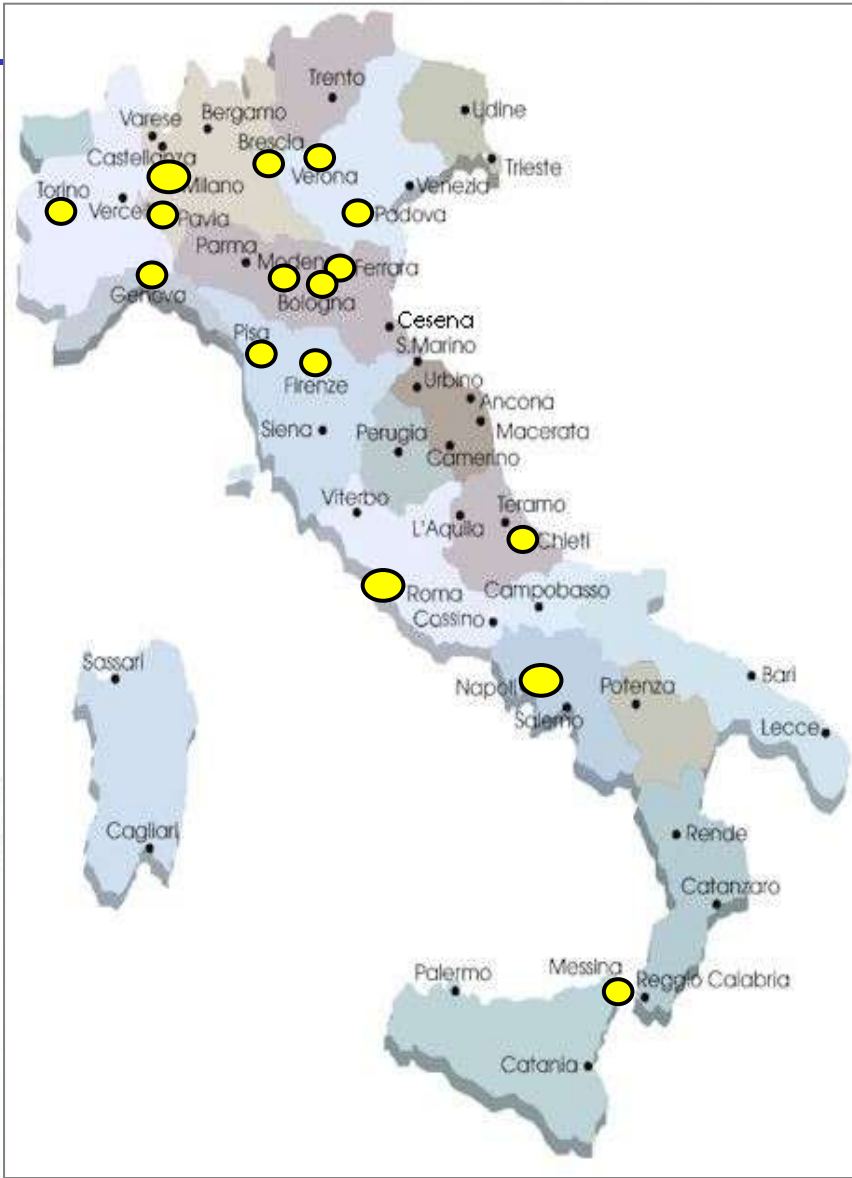 Trento
Udine
Varese
Bergamo
Brescia
Castellanza
Verona
Trieste
Milano
Venezia
Torino
Vercel
Pavia
Padova
Parma
Moden
Ferrara
Genova
Bologna
Cesena
Pisa
S.Marino
Firenze
Urbino
Ancona
Siena
Perugia
Macerata
Camerino
Viterbo
Teramo
L'Aquila
Chieti
Roma
Campobasso
Cassino
Sassari
Napoli
Potenza
Bari
Salerno
Lecce
Cagliari
Rende
Catanzaro
Palermo
Messina
Reggio Calabria
Catania